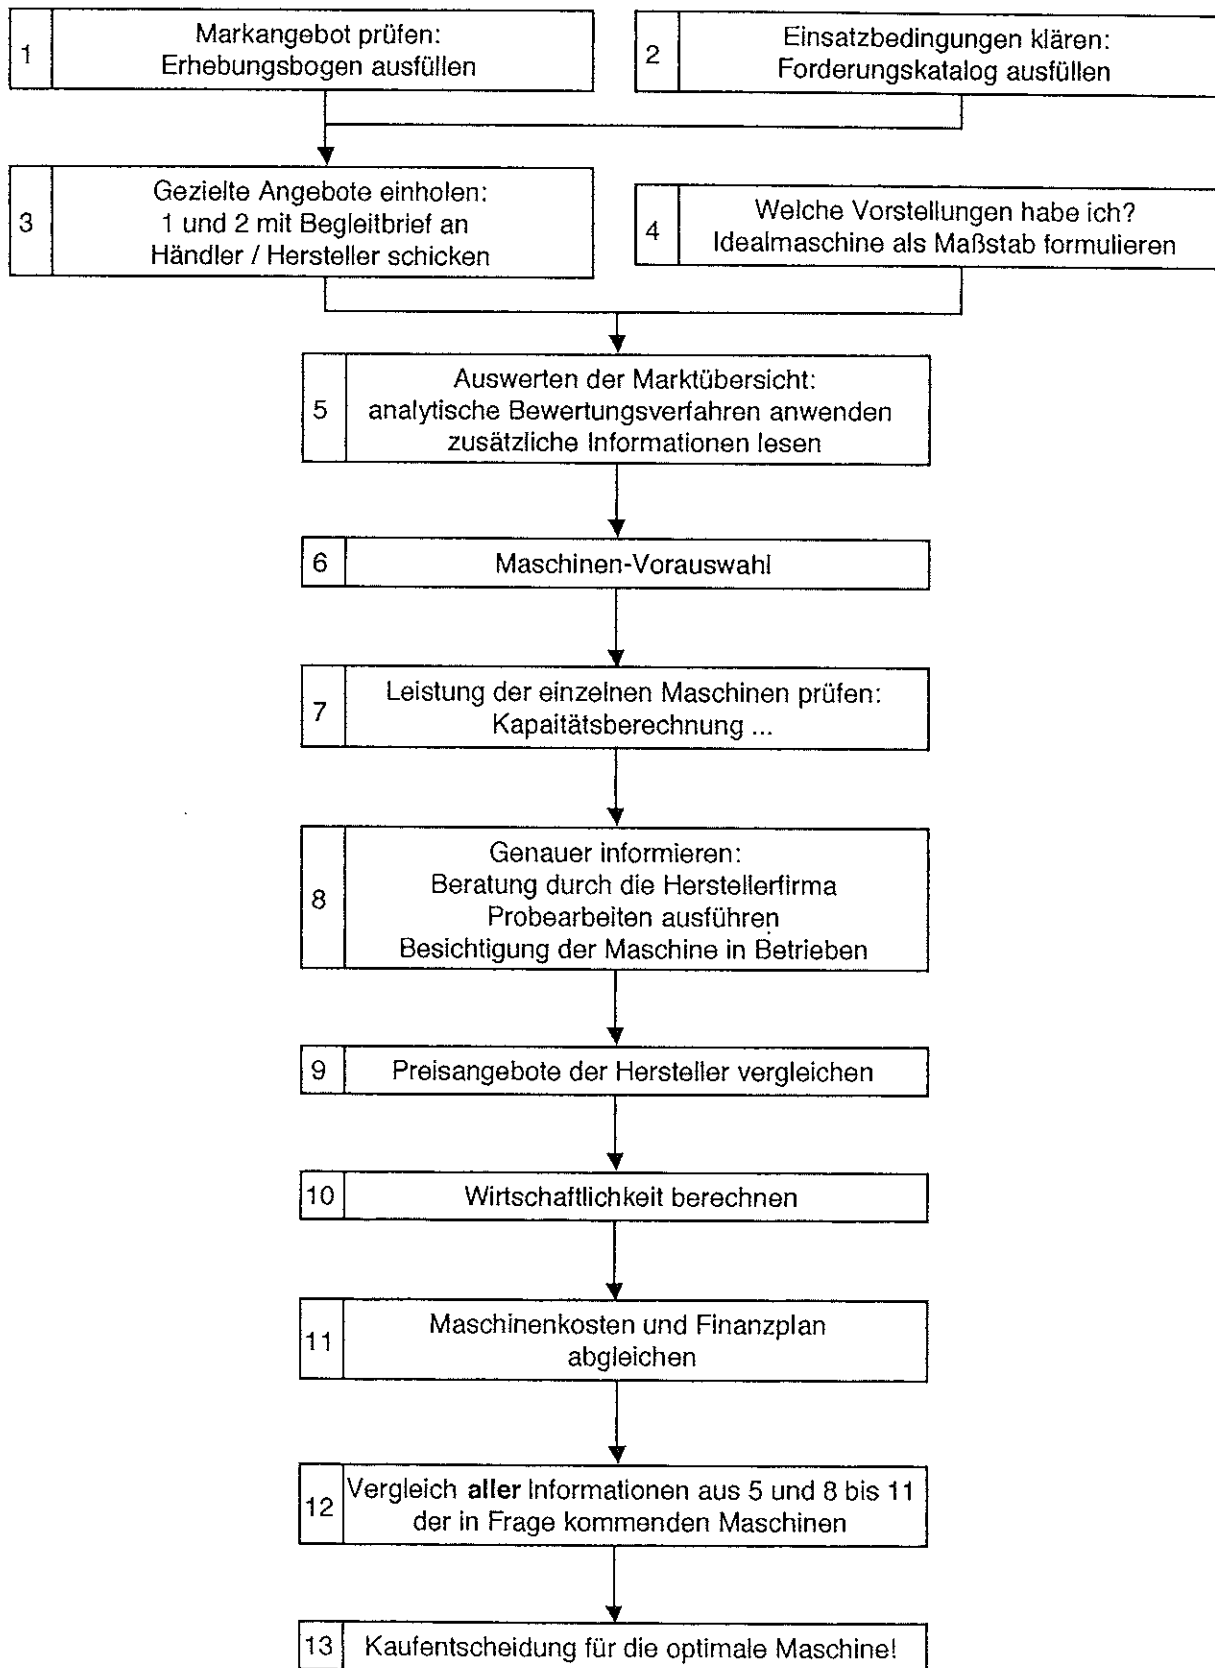 1
Markangebot prüfen:
Erhebungsbogen ausfüllen
2
Einsatzbedingungen klären:
Forderungskatalog ausfüllen
3
Gezielte Angebote einholen:
1 und 2 mit Begleitbrief an
Händler / Hersteller schicken
4
Welche Vorstellungen habe ich?
Idealmaschine als Maßstab formulieren
5
Auswerten der Marktübersicht:
analytische Bewertungsverfahren anwenden
zusätzliche Informationen lesen
6
Maschinen-Vorauswahl
7
Leistung der einzelnen Maschinen prüfen:
Kapaitätsberechnung ...
8
Genauer informieren:
Beratung durch die Herstellerfirma
Probearbeiten ausführen
Besichtigung der Maschine in Betrieben
9
Preisangebote der Hersteller vergleichen
10
Wirtschaftlichkeit berechnen
11
Maschinenkosten und Finanzplan
abgleichen
12
Vergleich aller Informationen aus 5 und 8 bis 11
der in Frage kommenden Maschinen
13
Kaufentscheidung für die optimale Maschine!